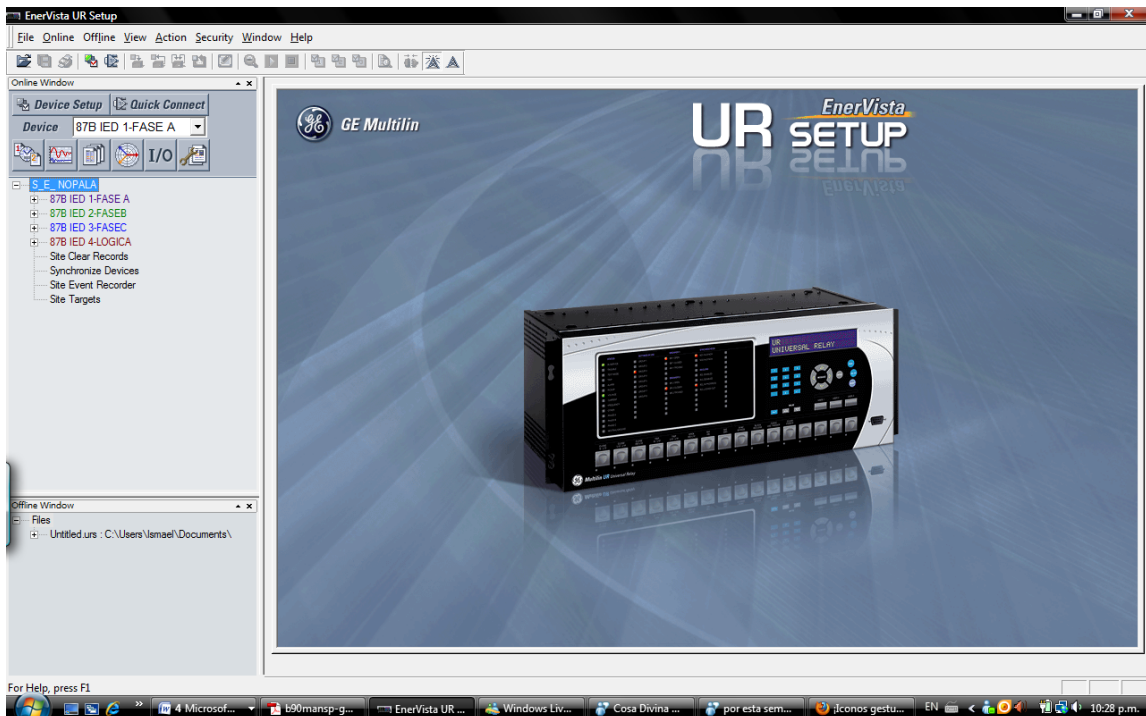 EnerVista UR Setup
File Online Offline View Action Security Window Help
Online Window
Device Setup Quick Connect
Device 87B IED 1-FASE A
I/O
S_E_ NOPALA
87B IED 1-FASE A
87B IED 2-FASEB
87B IED 3-FASEC
87B IED 4-LOGICA
Site Clear Records
Synchronize Devices
Site Event Recorder
Site Targets
Offline Window
Files
Untitled.urs : C:\Users\Ismael\Documents\
GE Multilin
EnerVista
UR SETUP
UR
UNIVERSAL RELAY
Multilin UR Universal Relay
For Help, press F1
4 Microsof... b90mansp-g... EnerVista UR ... Windows Liv... Cosa Divina ... por esta sem... ¡Iconos gestu... EN 10:28 p.m.